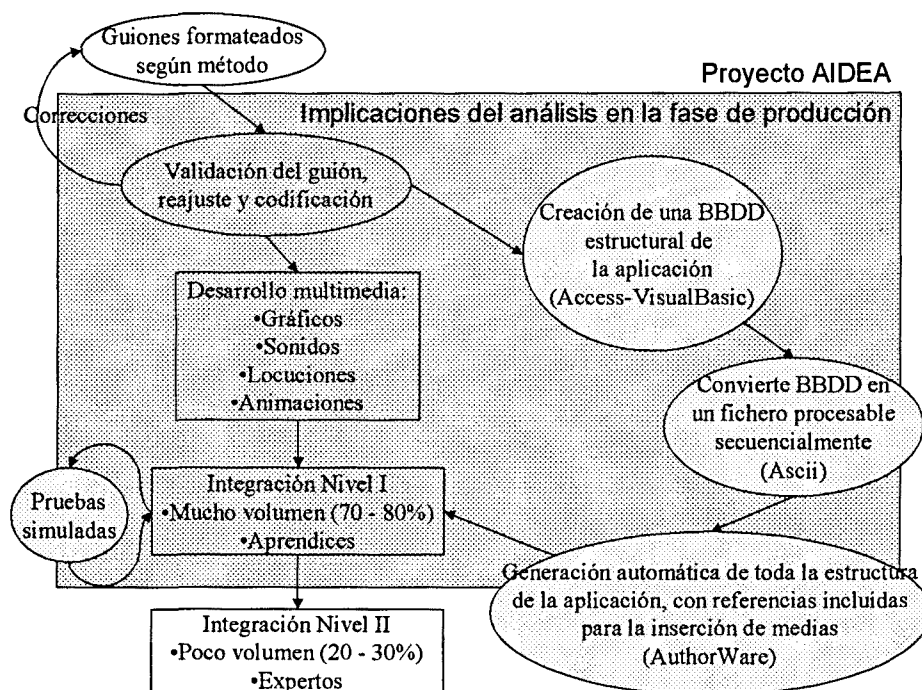 Guiones formateados
según método
Proyecto AIDEA
Implicaciones del análisis en la fase de producción
Correcciones
Validación del guión,
reajuste y codificación
Creación de una BBDD
estructural de
la aplicación
(Access-VisualBasic)
Desarrollo multimedia:
•Gráficos
•Sonidos
•Locuciones
•Animaciones
Convierte BBDD en
un fichero procesable
secuencialmente
(Ascii)
Pruebas
simuladas
Integración Nivel I
•Mucho volumen (70 - 80%)
•Aprendices
Generación automática de toda la estructura
de la aplicación, con referencias incluidas
para la inserción de medias
(AuthorWare)
Integración Nivel II
•Poco volumen (20 - 30%)
•Expertos